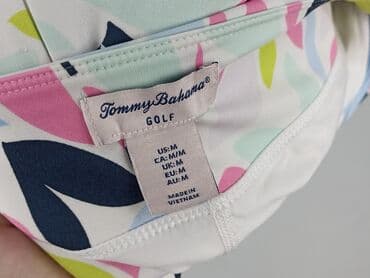 Tommy Bahama®
GOLF
US:M
CA:M/M
UK:M
EU:M
AU:M
MADE IN
VIETNAM